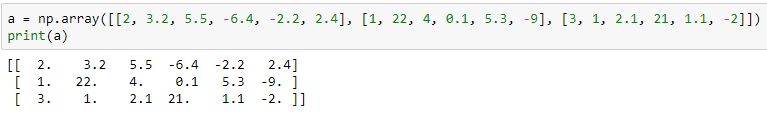 a = np.array([[2, 3.2, 5.5, -6.4, -2.2, 2.4], [1, 22, 4, 0.1, 5.3, -9], [3, 1, 2.1, 21, 1.1, -2]])
print(a)
[[  2.    3.2   5.5  -6.4  -2.2   2.4]
 [  1.   22.    4.    0.1   5.3  -9. ]
 [  3.    1.    2.1  21.    1.1  -2. ]]